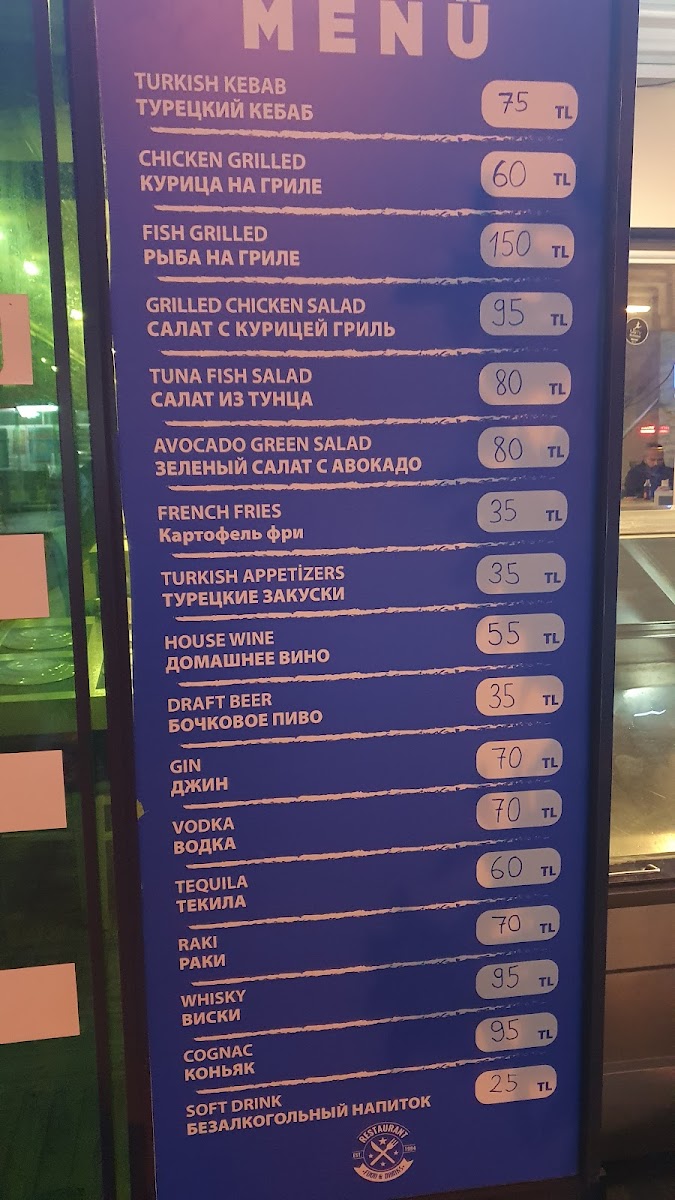 MENÜ
TURKISH KEBAB
ТУРЕЦКИЙ КЕБАБ
75 TL
CHICKEN GRILLED
КУРИЦА НА ГРИЛЕ
60 TL
FISH GRILLED
РЫБА НА ГРИЛЕ
150 TL
GRILLED CHICKEN SALAD
САЛАТ С КУРИЦЕЙ ГРИЛЬ
95 TL
TUNA FISH SALAD
САЛАТ ИЗ ТУНЦА
80 TL
AVOCADO GREEN SALAD
ЗЕЛЕНЫЙ САЛАТ С АВОКАДО
80 TL
FRENCH FRIES
Картофель фри
35 TL
TURKISH APPETİZERS
ТУРЕЦКИЕ ЗАКУСКИ
35 TL
HOUSE WINE
ДОМАШНЕЕ ВИНО
55 TL
DRAFT BEER
БОЧКОВОЕ ПИВО
35 TL
GIN
ДЖИН
70 TL
VODKA
ВОДКА
70 TL
TEQUILA
ТЕКИЛА
60 TL
RAKI
РАКИ
70 TL
WHISKY
ВИСКИ
95 TL
COGNAC
КОНЬЯК
95 TL
SOFT DRINK
БЕЗАЛКОГОЛЬНЫЙ НАПИТОК
25 TL
RESTAURANT